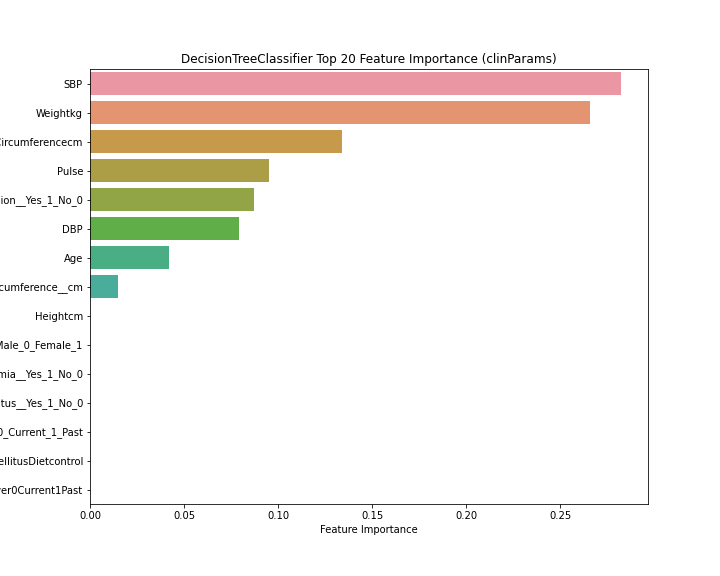 DecisionTreeClassifier Top 20 Feature Importance (clinParams)
SBP
Weightkg
Circumferencecm
Pulse
ion__Yes_1_No_0
DBP
Age
cumference__cm
Heightcm
Male_0_Female_1
mia__Yes_1_No_0
tus__Yes_1_No_0
0_Current_1_Past
ellitusDietcontrol
er0Current1Past
0.00 0.05 0.10 0.15 0.20 0.25
Feature Importance